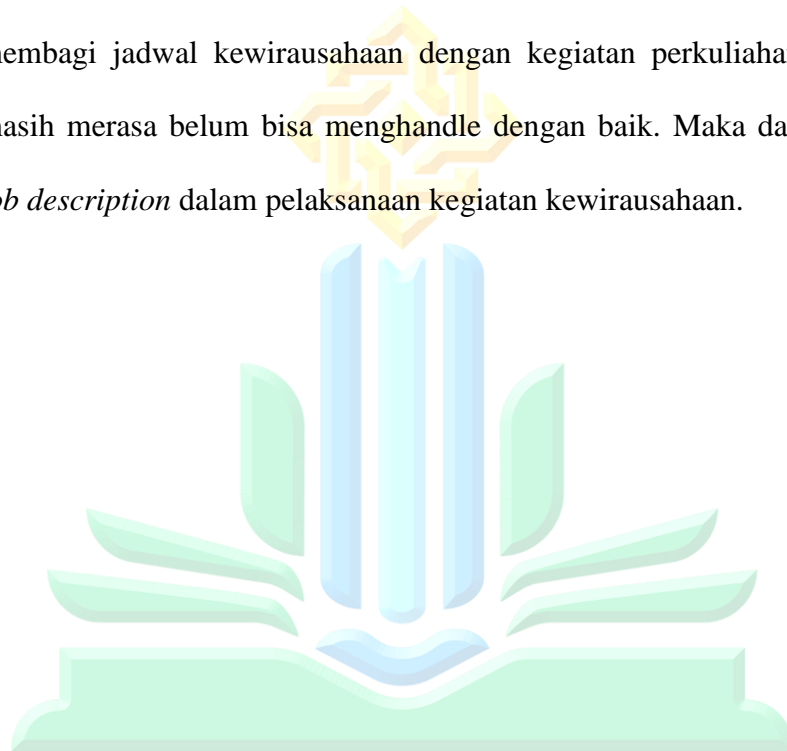 membagi jadwal kewirausahaan dengan kegiatan perkuliahan
masih merasa belum bisa menghandle dengan baik. Maka da
ob description dalam pelaksanaan kegiatan kewirausahaan.